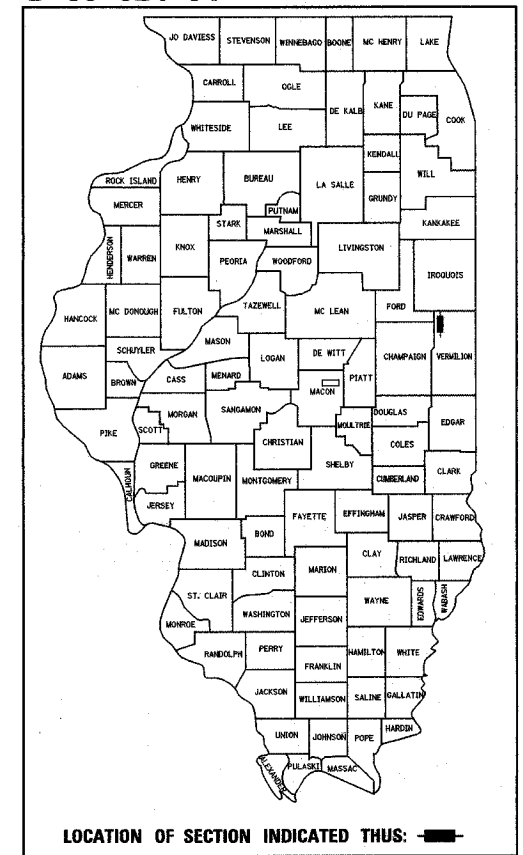 JO DAVIESS STEVENSON WINNEBAGO BOONE MC HENRY LAKE
CARROLL OGLE DE KALB KANE DU PAGE COOK
WHITESIDE LEE KENDALL WILL
ROCK ISLAND HENRY BUREAU LA SALLE GRUNDY
MERCER PUTNAM KANKAKEE
STARK MARSHALL
HENDERSON WARREN KNOX PEORIA WOODFORD LIVINGSTON IROQUOIS
HANCOCK MC DONOUGH FULTON TAZEWELL MC LEAN FORD
MASON
SCHUYLER LOGAN DE WITT CHAMPAIGN VERMILION
ADAMS BROWN CASS MENARD MACON PIATT
MORGAN SANGAMON DOUGLAS
PIKE SCOTT CHRISTIAN MOULTRIE COLES EDGAR
GREENE MACOUPIN SHELBY
CALHOUN MONTGOMERY CUMBERLAND CLARK
JERSEY FAYETTE EFFINGHAM JASPER CRAWFORD
MADISON BOND
CLAY RICHLAND LAWRENCE
CLINTON MARION
ST. CLAIR WAYNE EDWARDS WABASH
WASHINGTON JEFFERSON
MONROE
RANDOLPH PERRY HAMILTON WHITE
FRANKLIN
JACKSON WILLIAMSON SALINE GALLATIN
UNION JOHNSON POPE HARDIN
ALEXANDER PULASKI MASSAC
LOCATION OF SECTION INDICATED THUS: